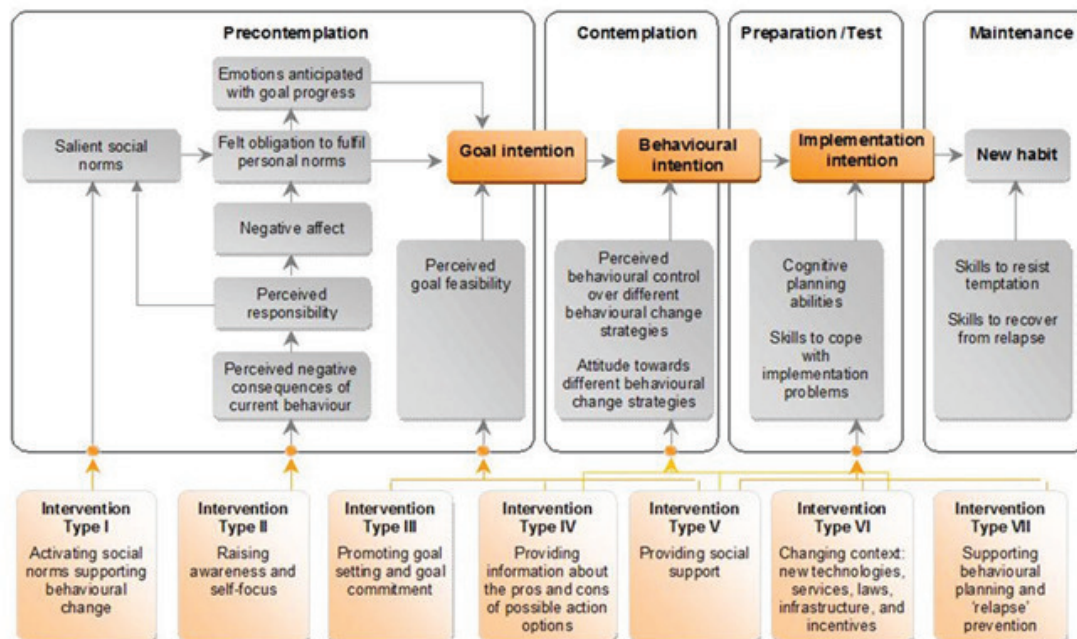 Precontemplation
Contemplation
Preparation /Test
Maintenance
Emotions anticipated
with goal progress
Salient social
norms
Felt obligation to fulfil
personal norms
Goal intention
Behavioural
intention
Implementation
intention
New habit
Negative affect
Perceived
responsibility
Perceived negative
consequences of
current behaviour
Perceived
goal feasibility
Perceived
behavioural control
over different
behavioural change
strategies
Attitude towards
different behavioural
change strategies
Cognitive
planning
abilities
Skills to cope
with
implementation
problems
Skills to resist
temptation
Skills to recover
from relapse
Intervention
Type I
Activating social
norms supporting
behavioural
change
Intervention
Type II
Raising
awareness and
self-focus
Intervention
Type III
Promoting goal
setting and goal
commitment
Intervention
Type IV
Providing
information about
the pros and cons
of possible action
options
Intervention
Type V
Providing social
support
Intervention
Type VI
Changing context:
new technologies,
services, laws,
infrastructure, and
incentives
Intervention
Type VII
Supporting
behavioural
planning and
'relapse'
prevention